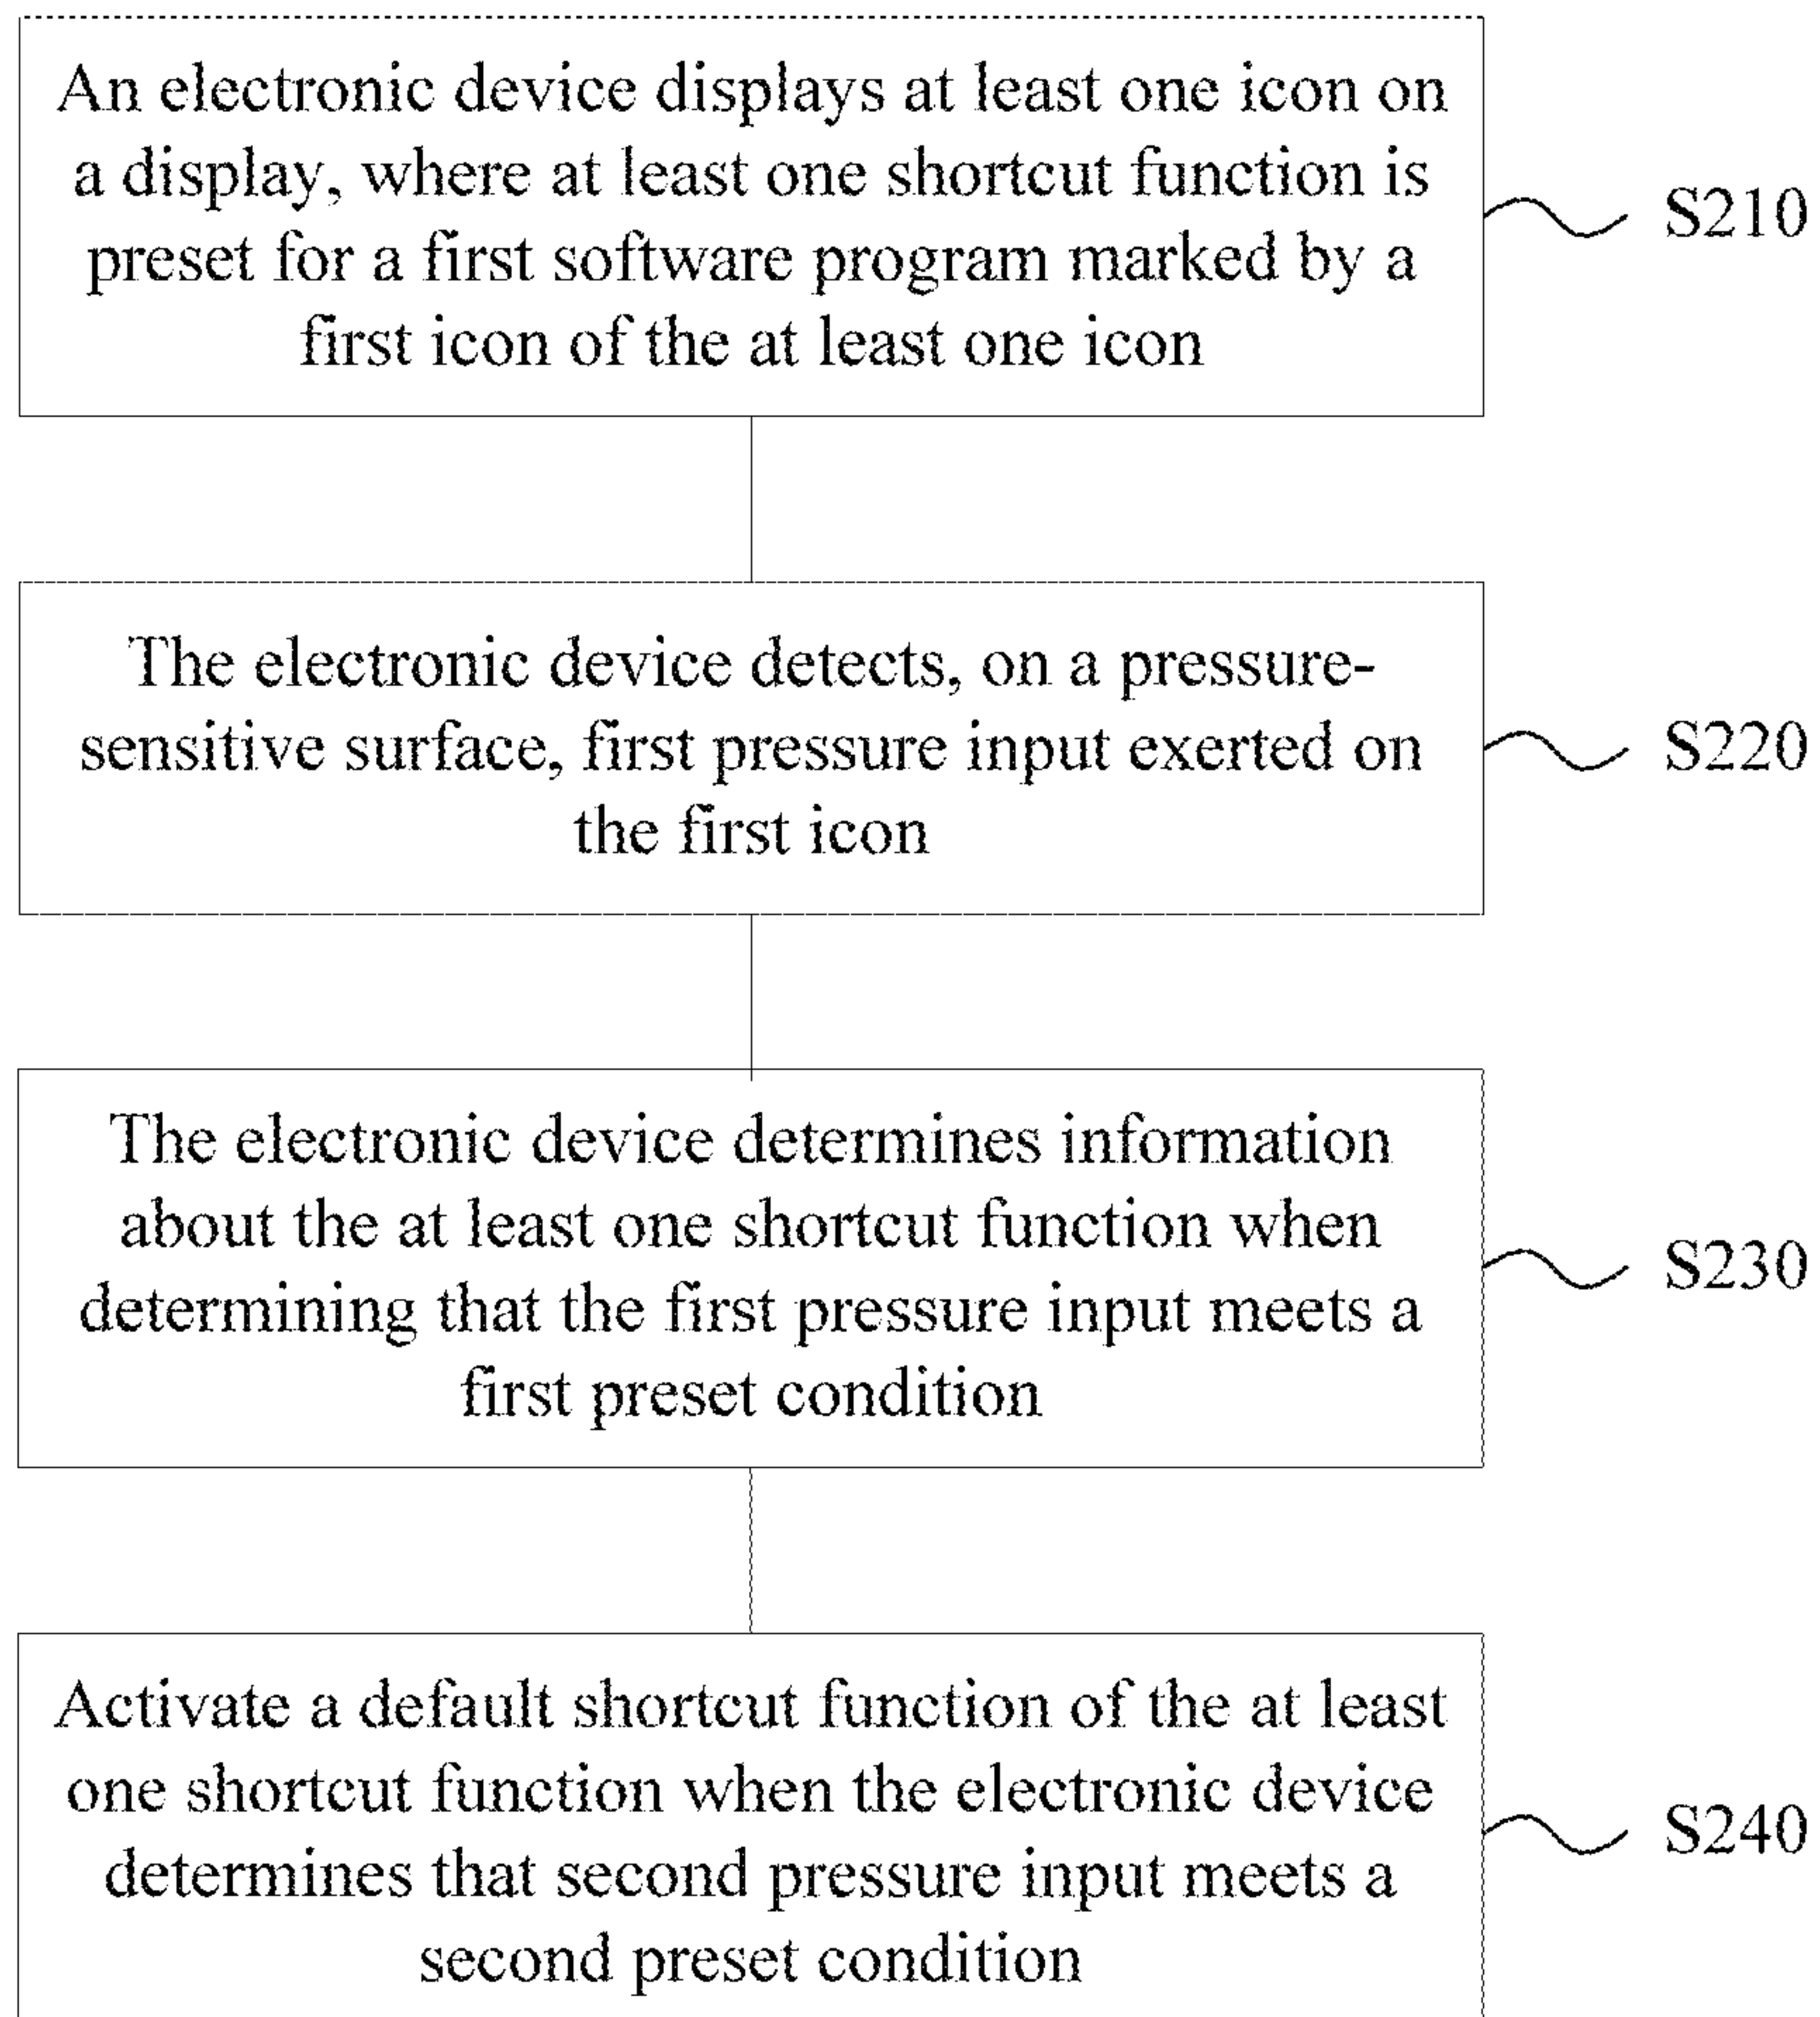 An electronic device displays at least one icon on
a display, where at least one shortcut function is
preset for a first software program marked by a
first icon of the at least one icon
S210
The electronic device detects, on a pressure-
sensitive surface, first pressure input exerted on
the first icon
S220
The electronic device determines information
about the at least one shortcut function when
determining that the first pressure input meets a
first preset condition
S230
Activate a default shortcut function of the at least
one shortcut function when the electronic device
determines that second pressure input meets a
second preset condition
S240